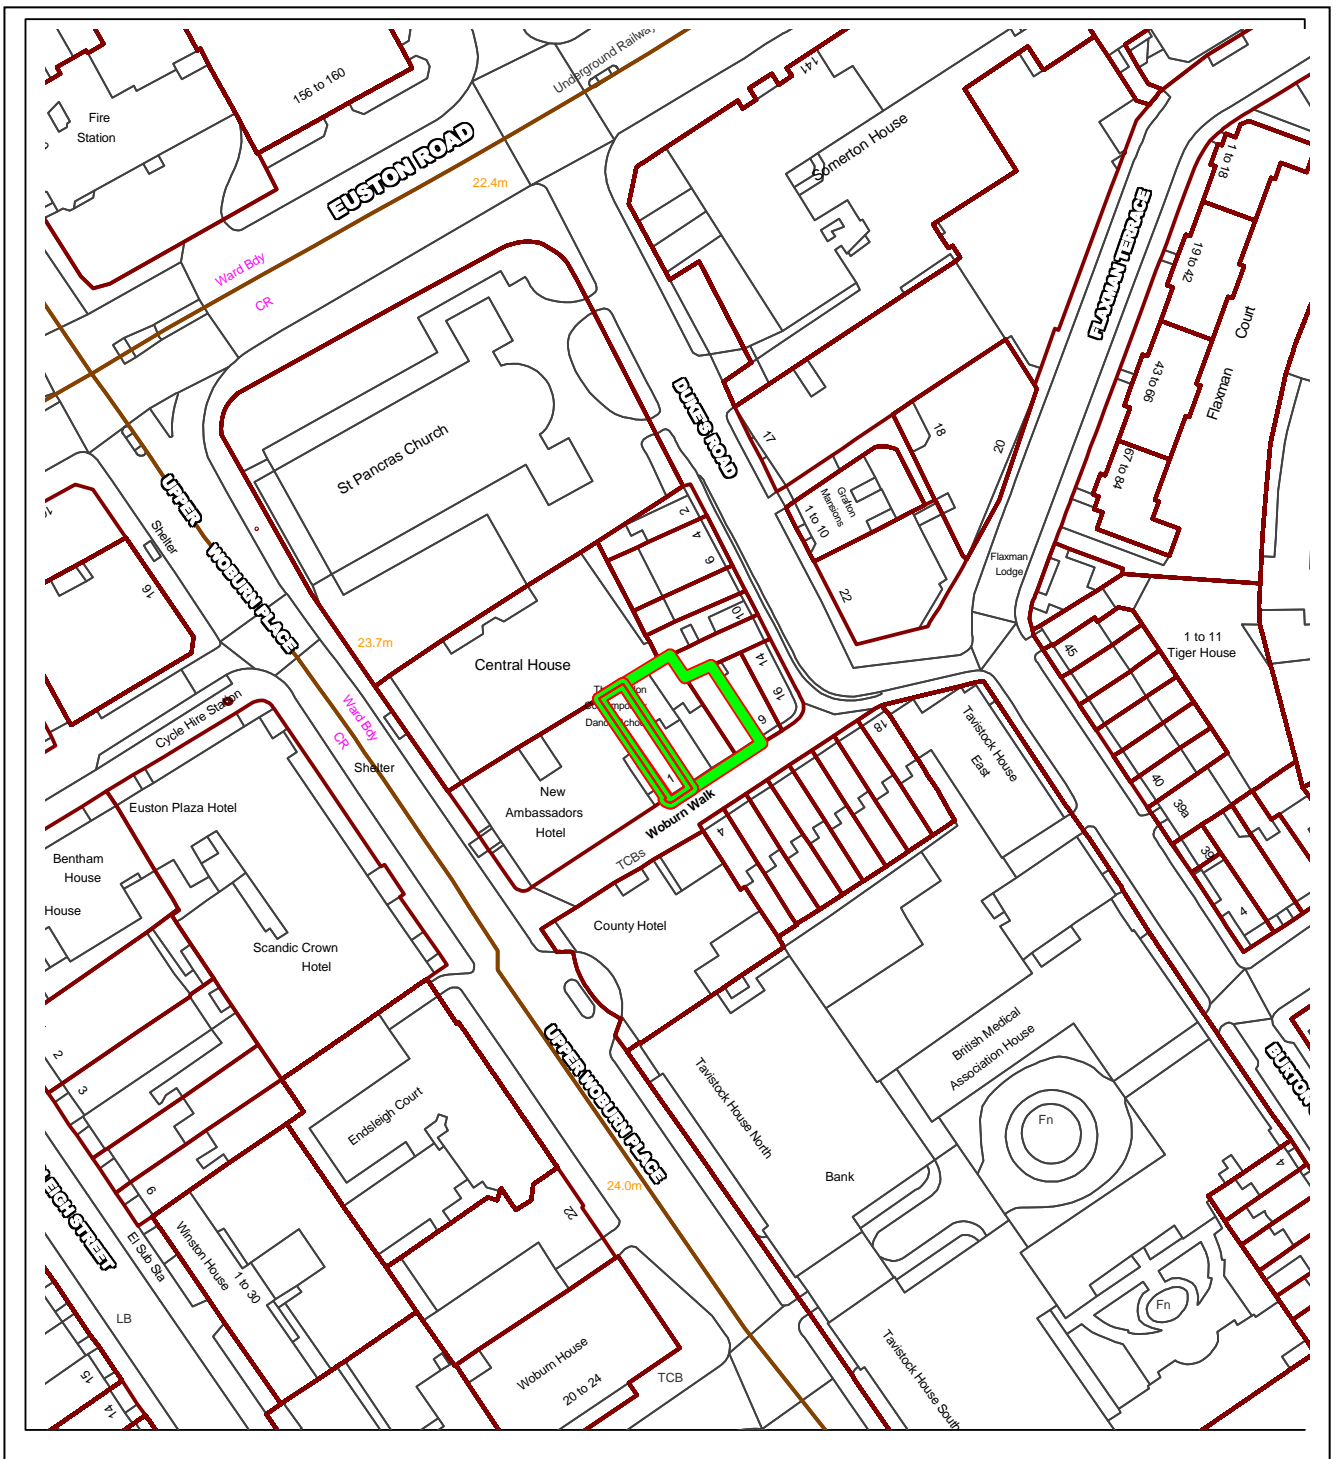 Fire
Station
156 to 160
Underground Railway
141
Somerton House
EUSTON ROAD
22.4m
Ward Bdy
CR
1 to 18
19 to 42
43 to 66
67 to 84
FLAXMAN TERRACE
Flaxman Court
St Pancras Church
DUKE'S ROAD
17
18
20
Grafton
Mansions
1 to 10
22
Flaxman
Lodge
UPPER WOBURN PLACE
Shelter
16
2
4
6
10
14
16
6
23.7m
Central House
1
1 to 11
Tiger House
45
40
39a
39
4
Cycle Hire Station
Ward Bdy
CR
Shelter
New
Ambassadors
Hotel
Woburn Walk
TCBs
4
18
Tavistock House
East
Euston Plaza Hotel
Bentham
House
House
Scandic Crown
Hotel
County Hotel
UPPER WOBURN PLACE
British Medical
Association House
Fn
BURTON
Tavistock House North
Bank
24.0m
Endsleigh Court
22
2
3
9
LEIGH STREET
El Sub Sta
Winston House
1 to 30
LB
15
14
Woburn House
20 to 24
TCB
Tavistock House South
Fn
4